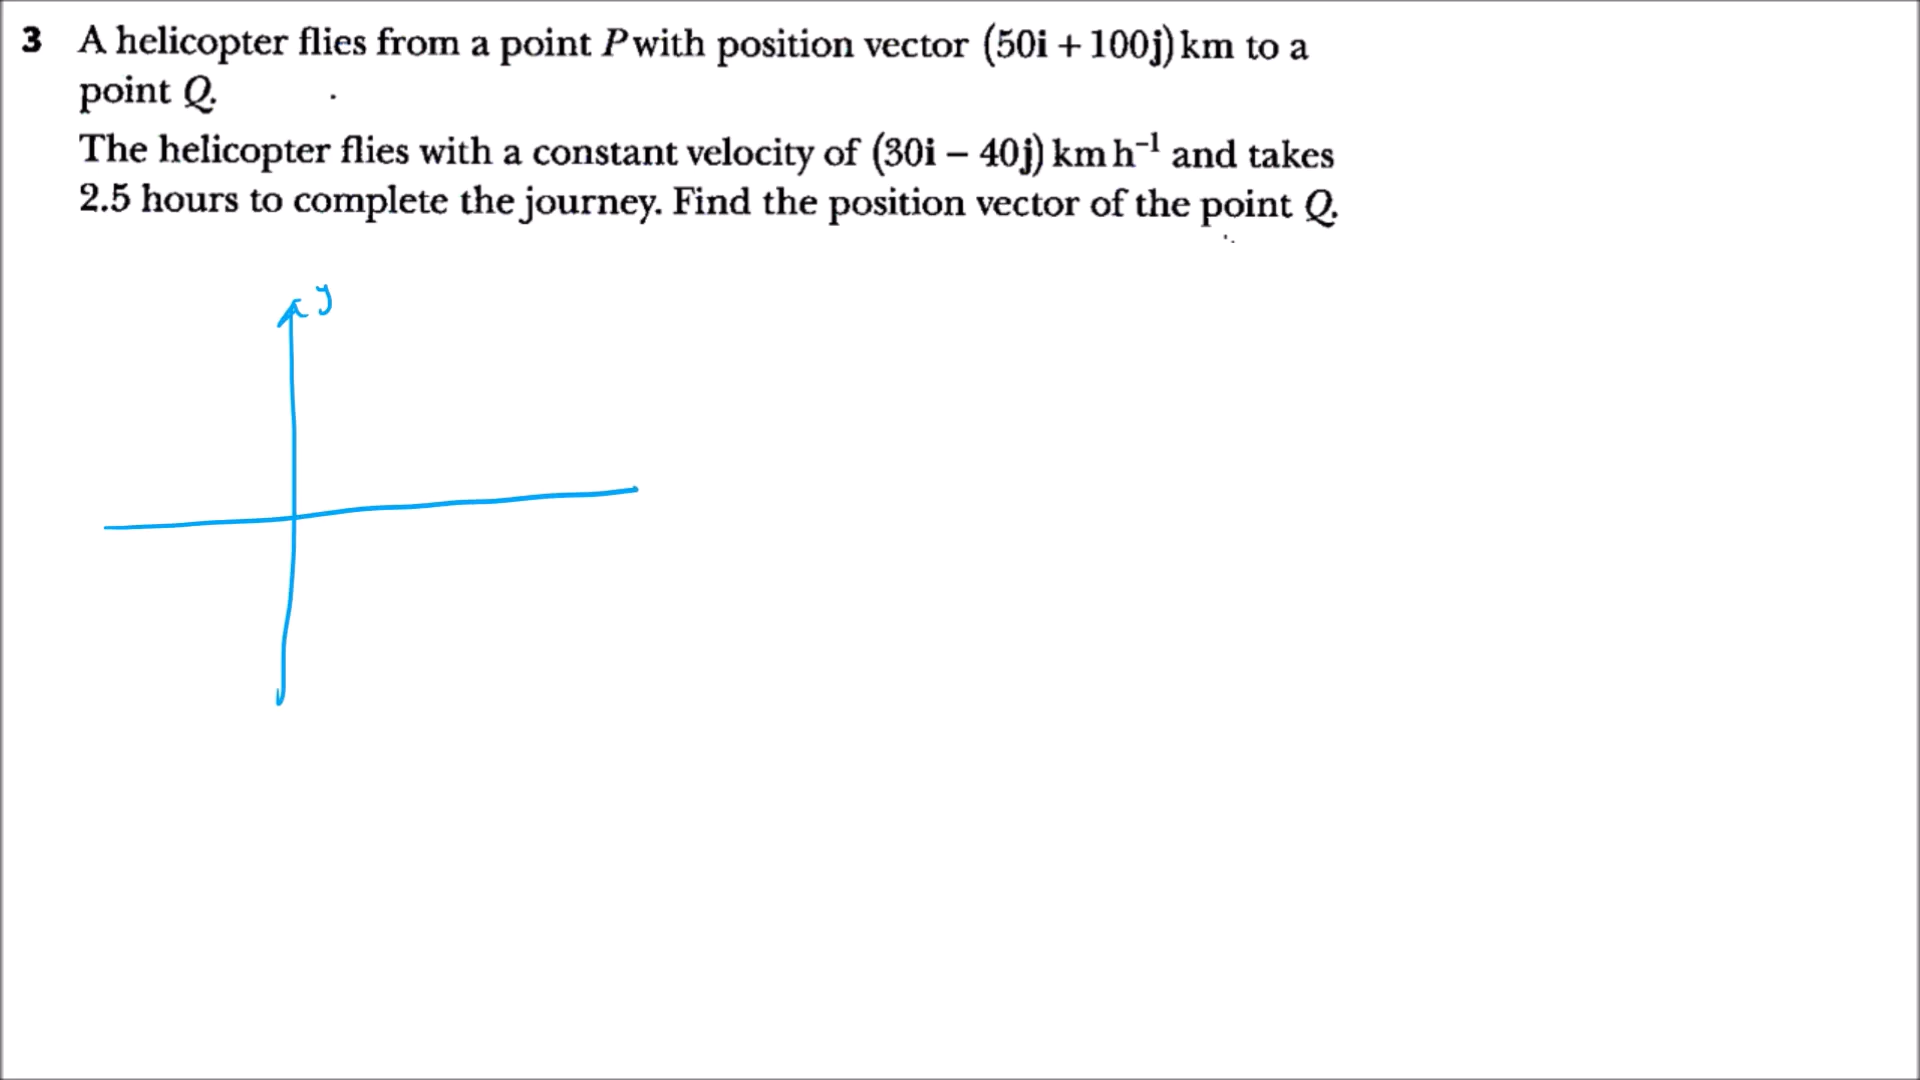 3 A helicopter flies from a point P with position vector (50i + 100j) km to a
point Q.
The helicopter flies with a constant velocity of (30i – 40j) km h⁻¹ and takes
2.5 hours to complete the journey. Find the position vector of the point Q.
y